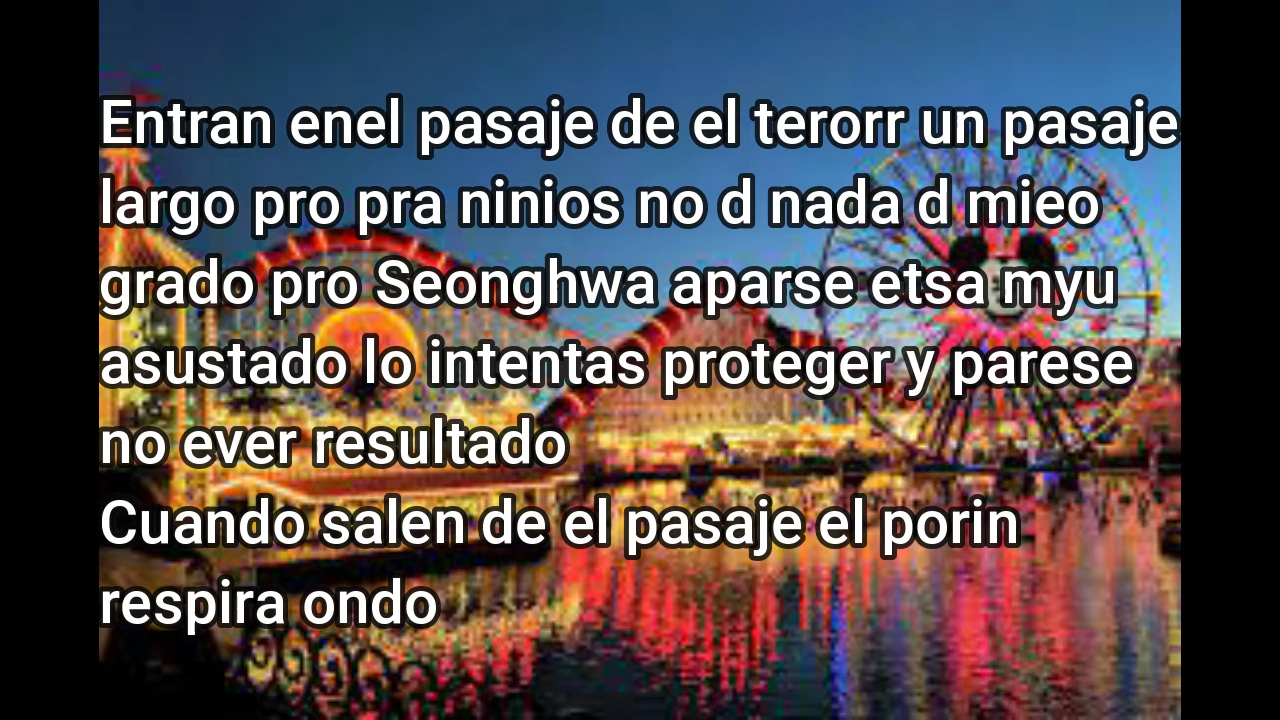 Entran enel pasaje de el terorr un pasaje
largo pro pra ninios no d nada d mieo
grado pro Seonghwa aparse etsa myu
asustado lo intentas proteger y parese
no ever resultado
Cuando salen de el pasaje el porin
respira ondo